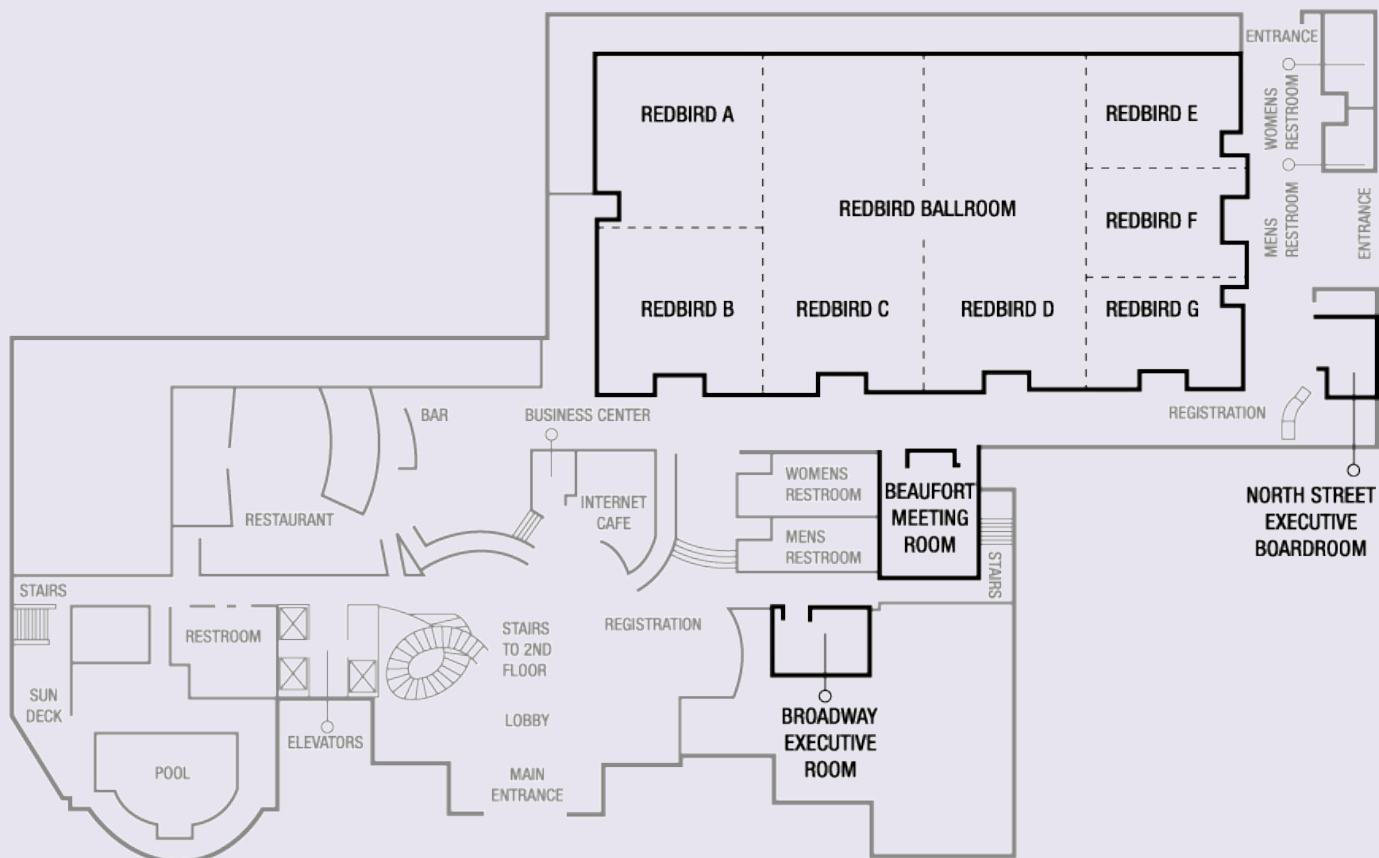 ENTRANCE
WOMENS
RESTROOM
MENS
RESTROOM
ENTRANCE
REDBIRD A
REDBIRD E
REDBIRD BALLROOM
REDBIRD F
REDBIRD B
REDBIRD C
REDBIRD D
REDBIRD G
REGISTRATION
NORTH STREET
EXECUTIVE
BOARDROOM
BAR
BUSINESS CENTER
RESTAURANT
INTERNET
CAFE
WOMENS
RESTROOM
MENS
RESTROOM
BEAUFORT
MEETING
ROOM
STAIRS
STAIRS
RESTROOM
STAIRS
TO 2ND
FLOOR
REGISTRATION
SUN
DECK
ELEVATORS
LOBBY
BROADWAY
EXECUTIVE
ROOM
POOL
MAIN
ENTRANCE